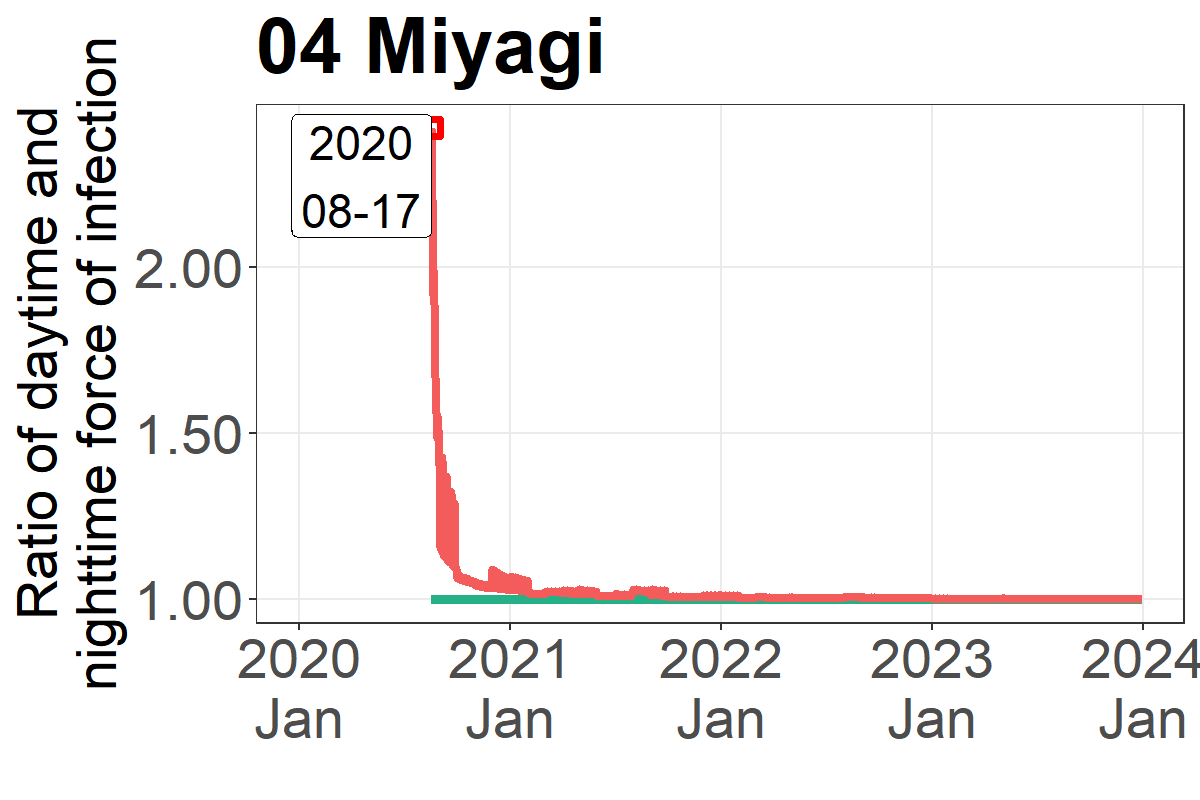 04 Miyagi
Ratio of daytime and
nighttime force of infection
2020
08-17
2.00
1.50
1.00
2020
Jan
2021
Jan
2022
Jan
2023
Jan
2024
Jan